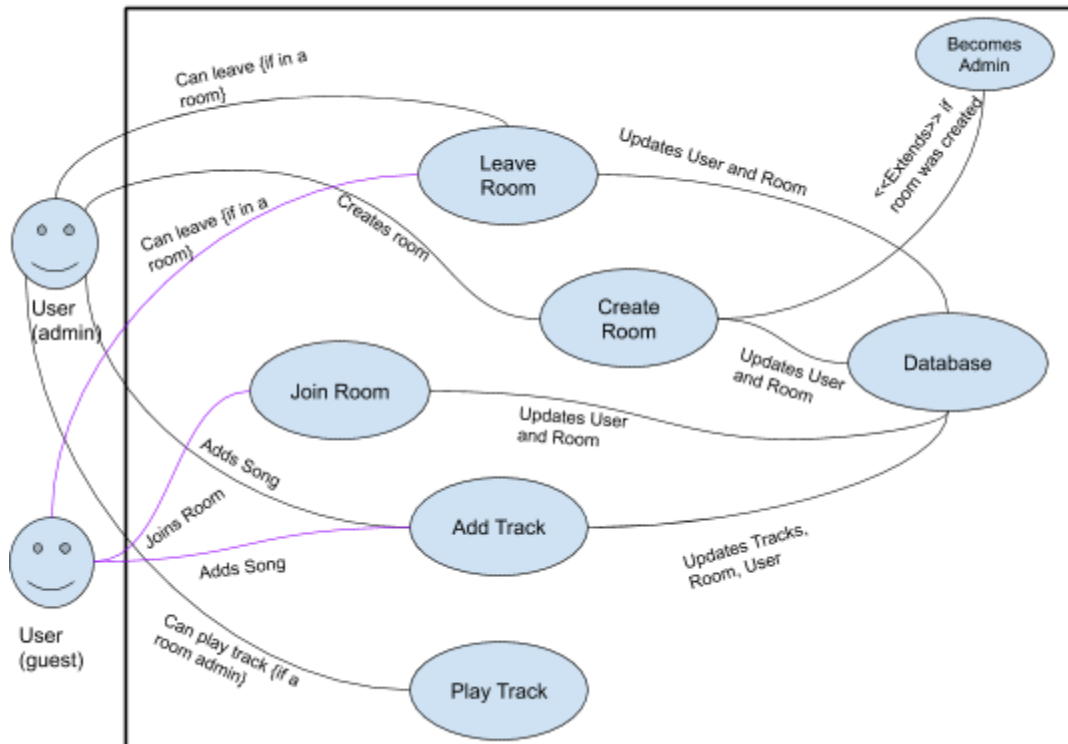 Becomes
Admin
Can leave {if in a
room}
<<Extends>> if
room was created
Leave
Room
Updates User and Room
Can leave {if in a
room}
Creates room
User
(admin)
Create
Room
Database
Updates User
and Room
Join Room
Updates User
and Room
Adds Song
Joins Room
Add Track
Adds Song
Updates Tracks,
Room, User
User
(guest)
Can play track {if a
room admin}
Play Track